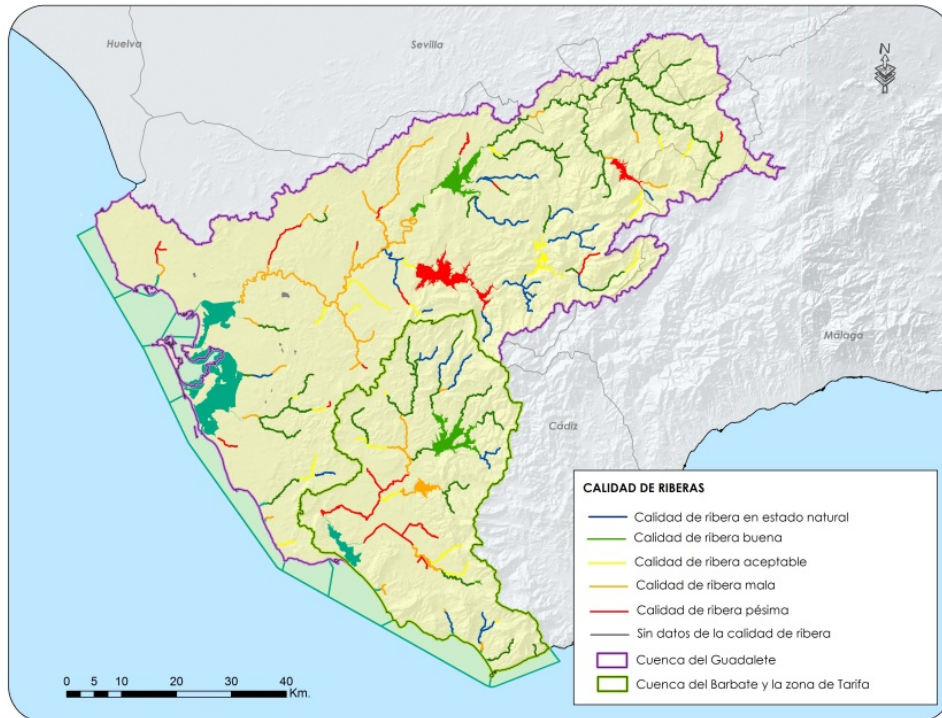 Huelva
Sevilla
N
Málaga
Cádiz
CALIDAD DE RIBERAS
Calidad de ribera en estado natural
Calidad de ribera buena
Calidad de ribera aceptable
Calidad de ribera mala
Calidad de ribera pésima
Sin datos de la calidad de ribera
Cuenca del Guadalete
Cuenca del Barbate y la zona de Tarifa
0 5 10 20 30 40
Km.